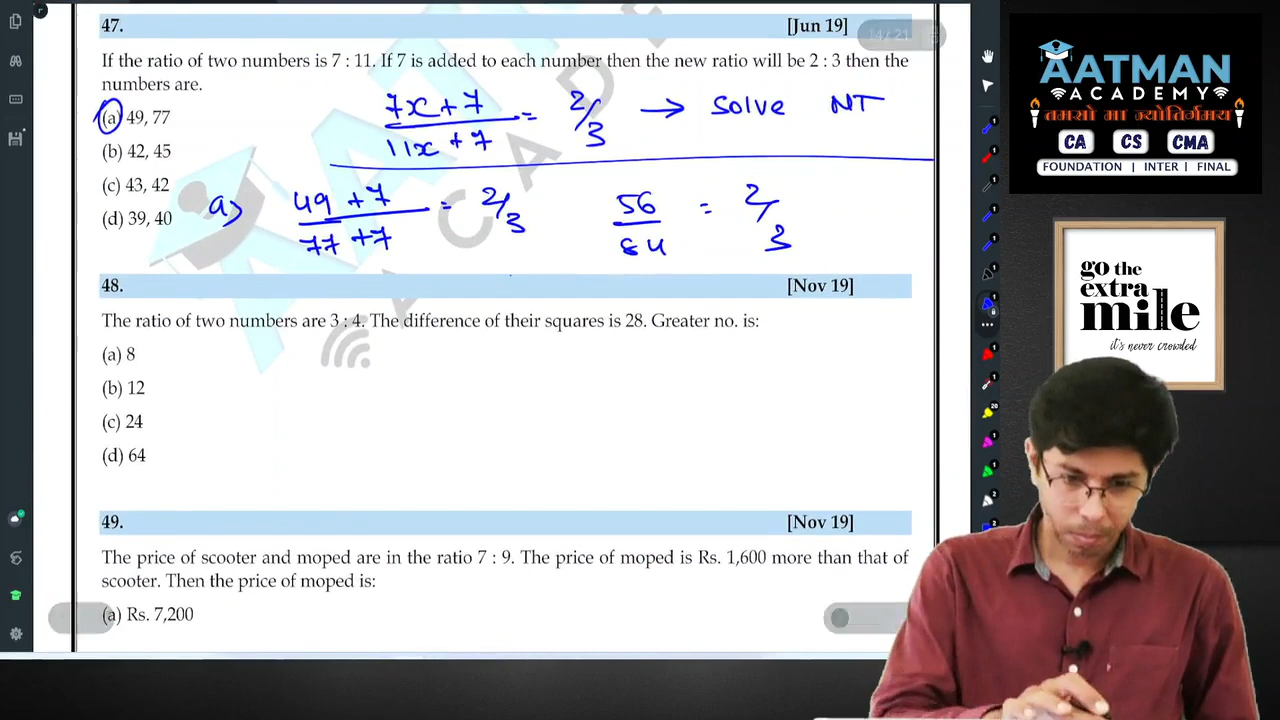 47. [Jun 19]
14 / 21
If the ratio of two numbers is 7 : 11. If 7 is added to each number then the new ratio will be 2 : 3 then the
numbers are.
(a) 49, 77
(b) 42, 45
(c) 43, 42
(d) 39, 40
7x + 7 / 11x + 7 = 2/3 → Solve NT
a) 49 + 7 / 77 + 7 = 2/3 56 / 84 = 2/3
48. [Nov 19]
The ratio of two numbers are 3 : 4. The difference of their squares is 28. Greater no. is:
(a) 8
(b) 12
(c) 24
(d) 64
49. [Nov 19]
The price of scooter and moped are in the ratio 7 : 9. The price of moped is Rs. 1,600 more than that of
scooter. Then the price of moped is:
(a) Rs. 7,200
AATMAN
ACADEMY
तमसो मा ज्योतिर्गमय
CA CS CMA
FOUNDATION | INTER | FINAL
go the
extra
mile
it's never crowded